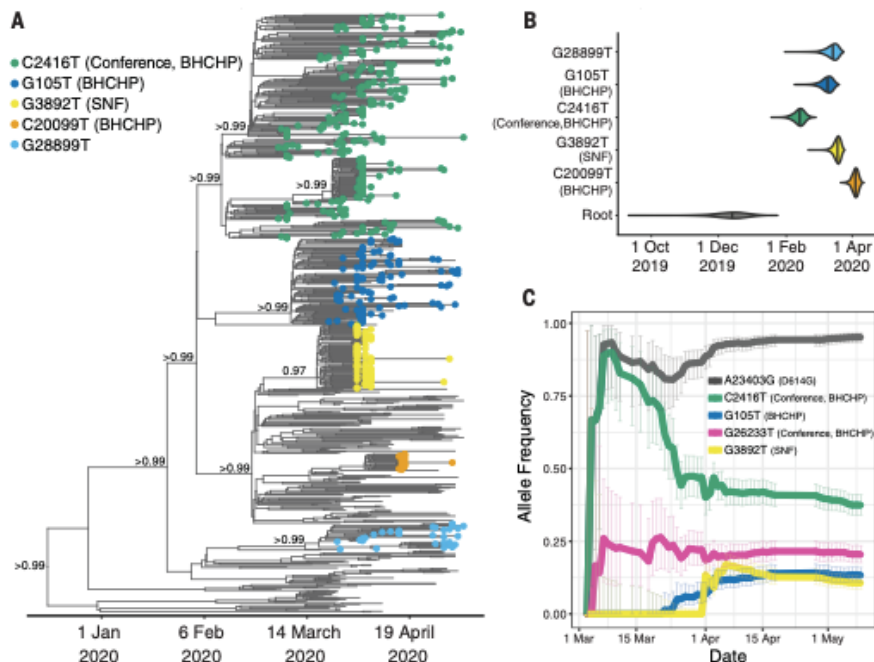 A
C2416T (Conference, BHCHP)
G105T (BHCHP)
G3892T (SNF)
C20099T (BHCHP)
G28899T
>0.99
>0.99
>0.99
>0.99
>0.99
0.97
>0.99
>0.99
>0.99
>0.99
1 Jan
2020
6 Feb
2020
14 March
2020
19 April
2020
B
G28899T
G105T
(BHCHP)
C2416T
(Conference,BHCHP)
G3892T
(SNF)
C20099T
(BHCHP)
Root
1 Oct
2019
1 Dec
2019
1 Feb
2020
1 Apr
2020
C
Allele Frequency
1.00
0.75
0.50
0.25
0.00
A23403G (D614G)
C2416T (Conference, BHCHP)
G105T (BHCHP)
G26233T (Conference, BHCHP)
G3892T (SNF)
1 Mar
15 Mar
1 Apr
15 Apr
1 May
Date